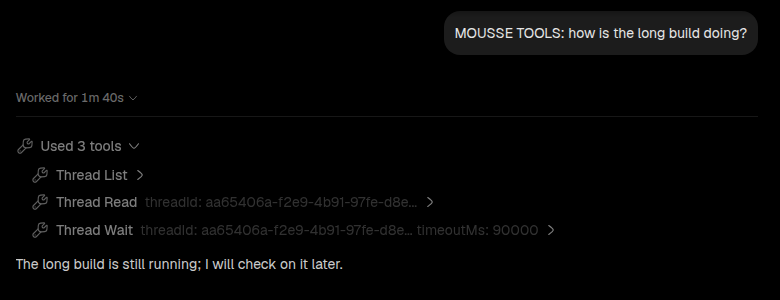 MOUSSE TOOLS: how is the long build doing?
Worked for 1m 40s
Used 3 tools
Thread List
Thread Read threadId: aa65406a-f2e9-4b91-97fe-d8e...
Thread Wait threadId: aa65406a-f2e9-4b91-97fe-d8e... timeoutMs: 90000
The long build is still running; I will check on it later.